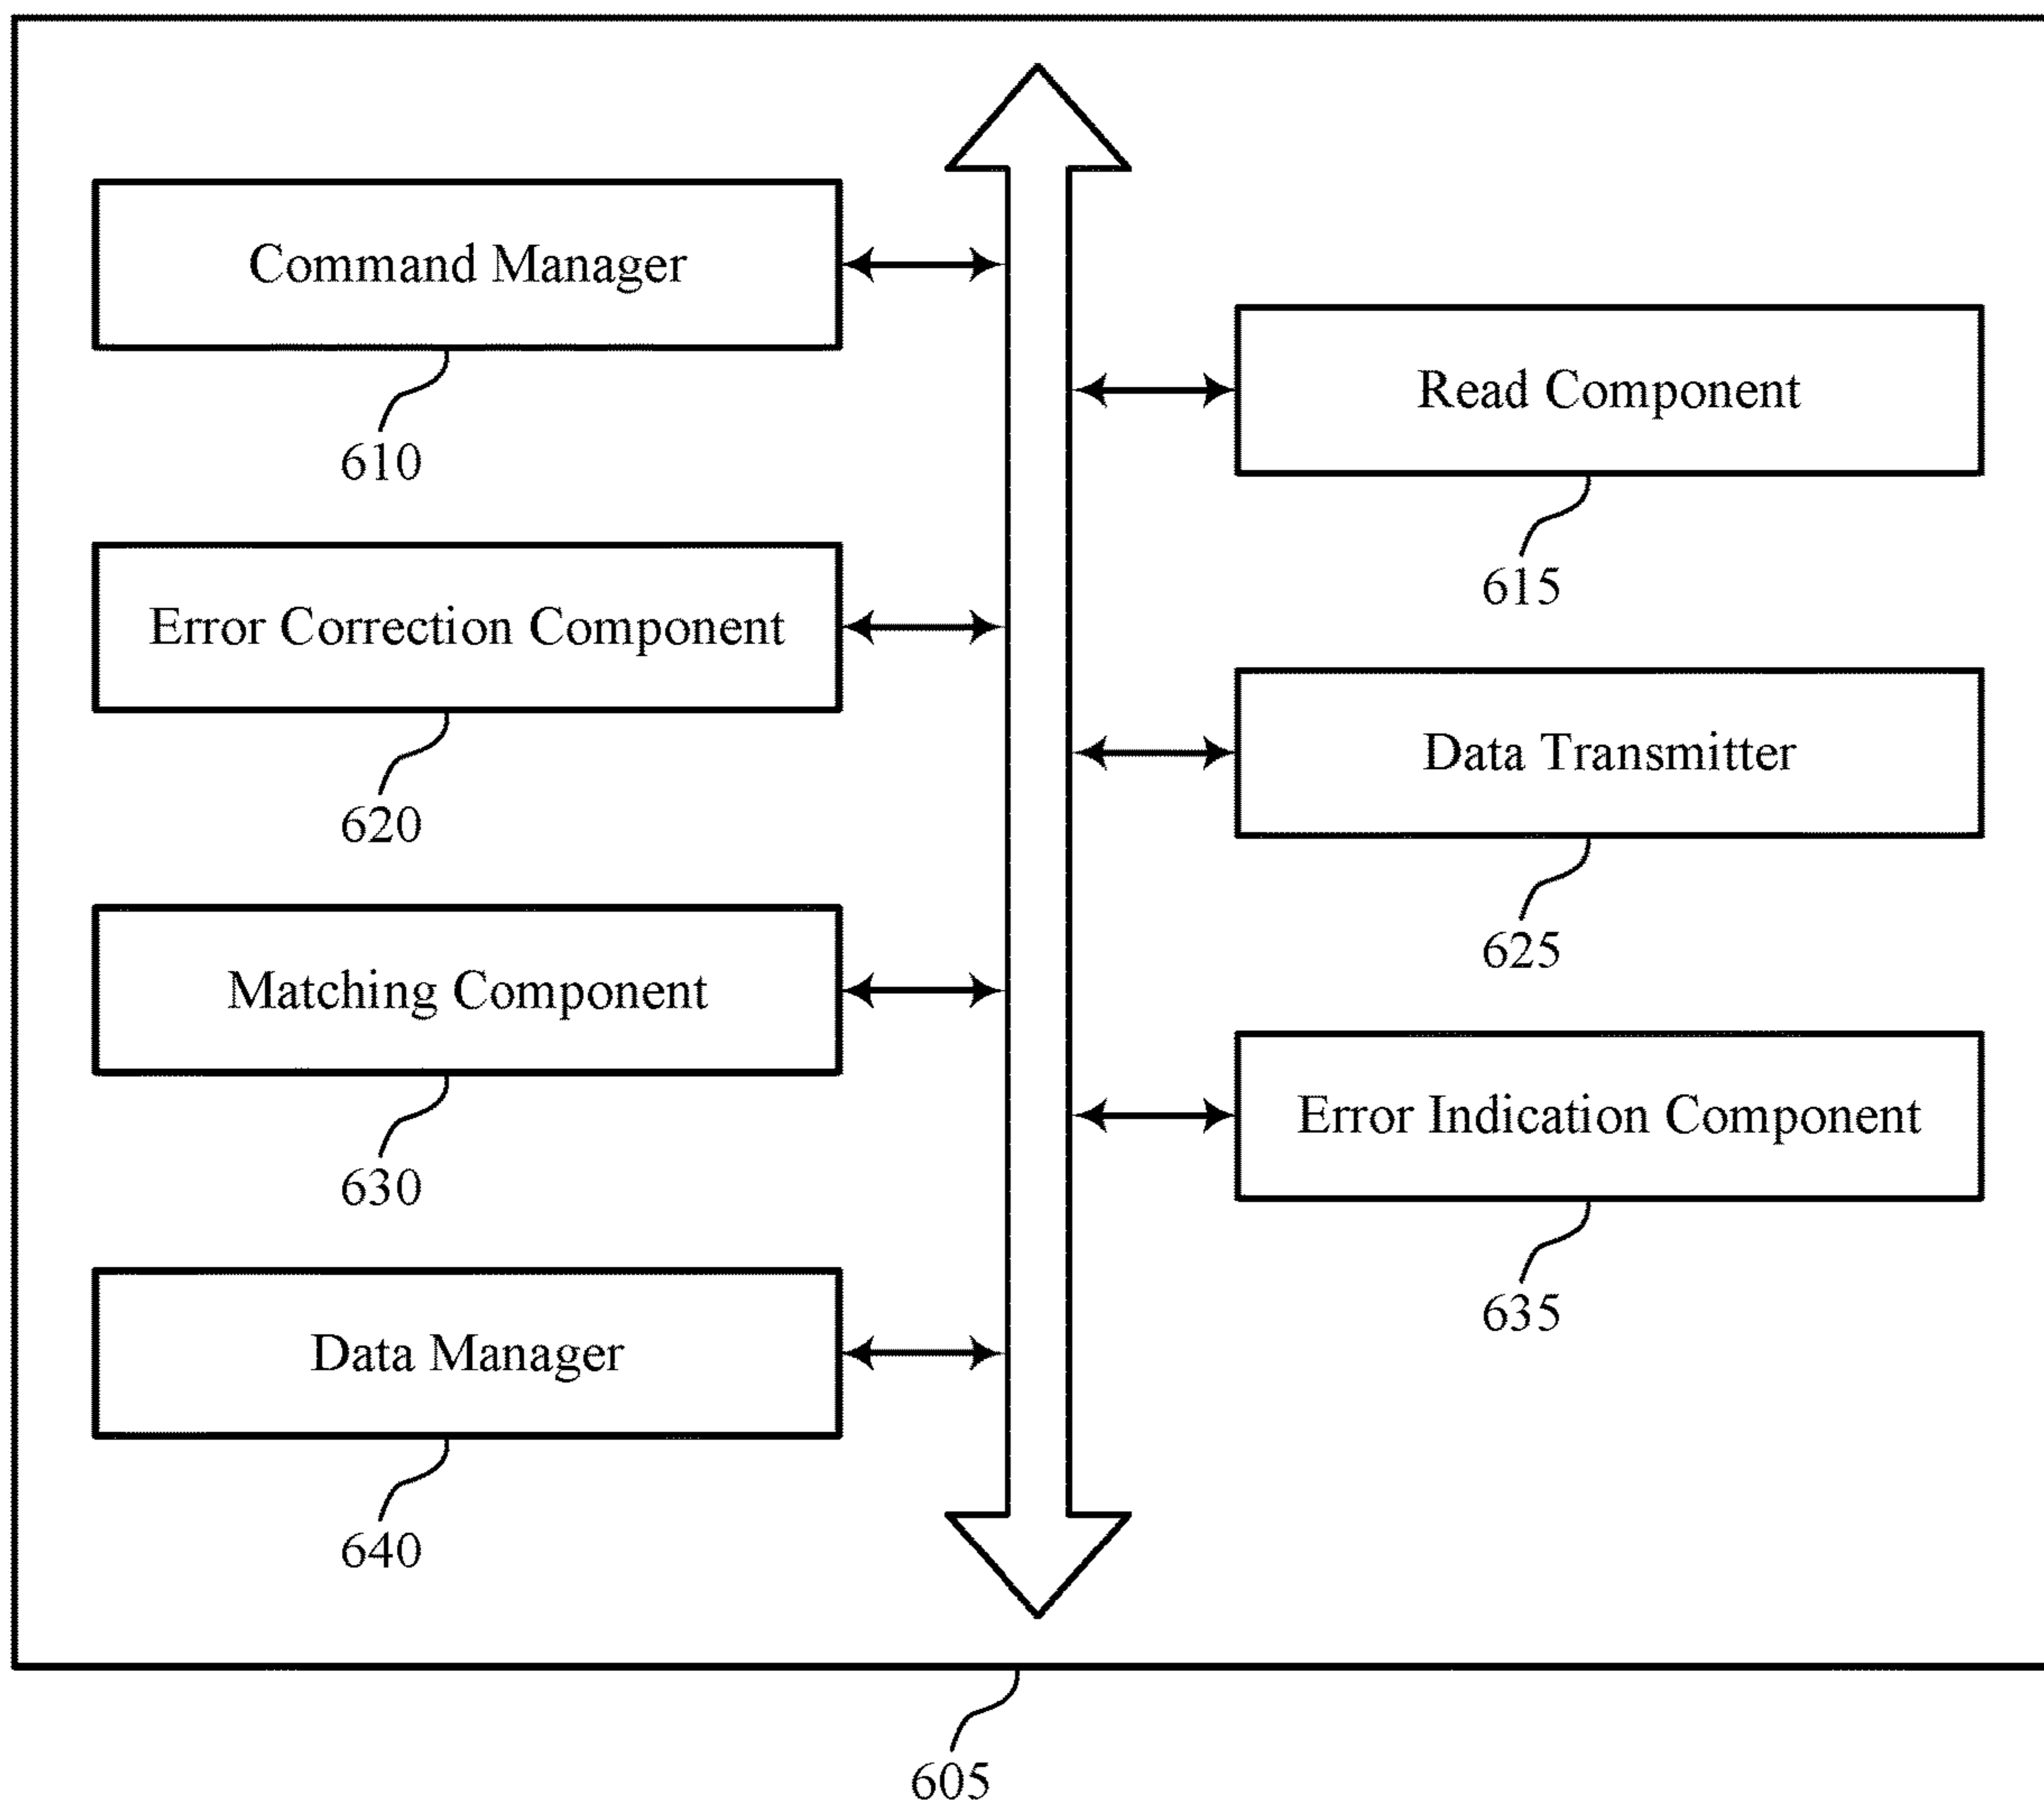 Command Manager
610
Read Component
615
Error Correction Component
620
Data Transmitter
625
Matching Component
630
Error Indication Component
635
Data Manager
640
605